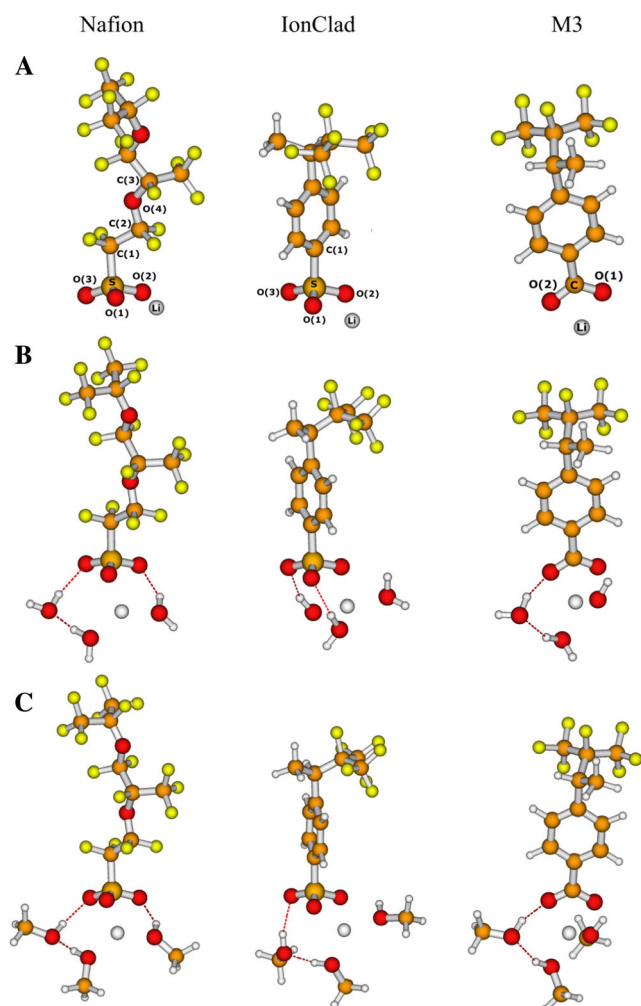 Nafion IonClad M3
A
C(3)
O(4)
C(2)
C(1)
S
O(3) O(2)
O(1)
Li
C(1)
S
O(3) O(2)
O(1)
Li
O(2) C O(1)
Li
B
C